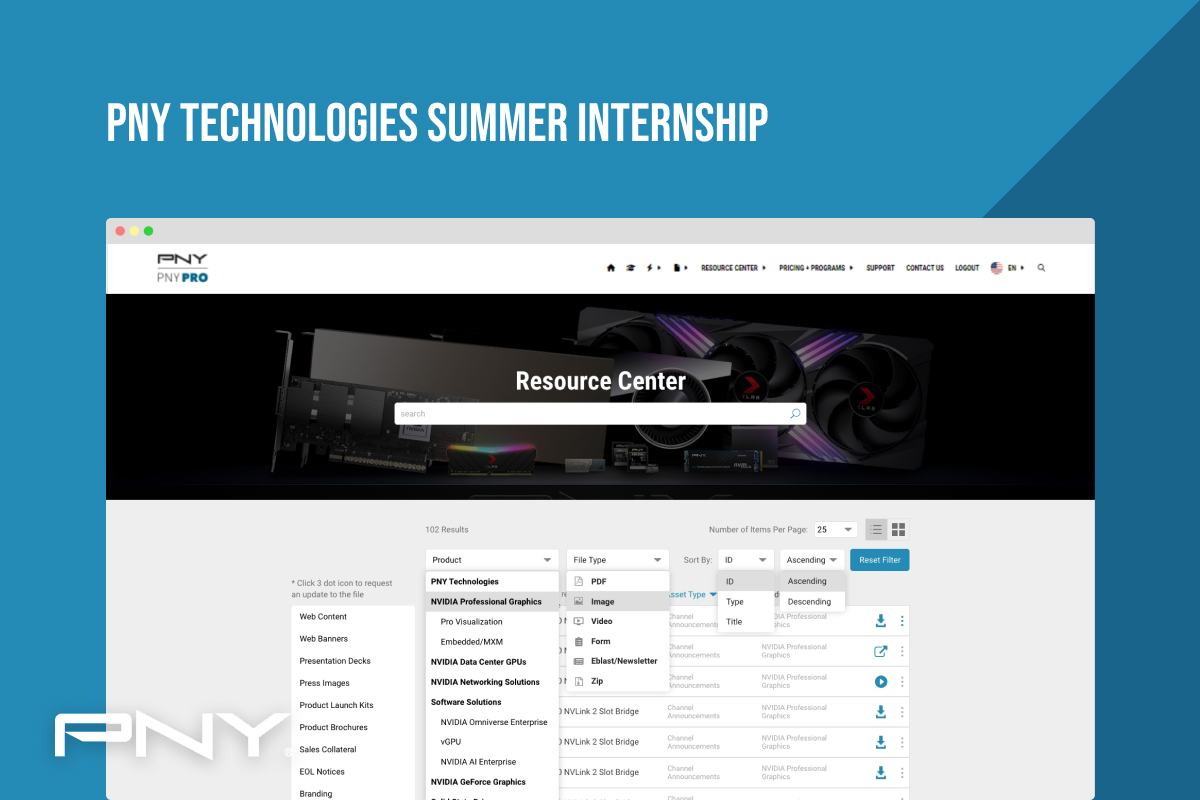 PNY TECHNOLOGIES SUMMER INTERNSHIP
PNY
PNY PRO
RESOURCE CENTER
PRICING + PROGRAMS
SUPPORT
CONTACT US
LOGOUT
EN
Resource Center
search
102 Results
Number of Items Per Page: 25
Product
File Type
Sort By: ID
Ascending
Reset Filter
* Click 3 dot icon to request
an update to the file
Web Content
Web Banners
Presentation Decks
Press Images
Product Launch Kits
Product Brochures
Sales Collateral
EOL Notices
Branding
PNY Technologies
NVIDIA Professional Graphics
Pro Visualization
Embedded/MXM
NVIDIA Data Center GPUs
NVIDIA Networking Solutions
Software Solutions
NVIDIA Omniverse Enterprise
vGPU
NVIDIA AI Enterprise
NVIDIA GeForce Graphics
PDF
Image
Video
Form
Eblast/Newsletter
Zip
ID
Type
Title
Ascending
Descending
Asset Type
Channel
Announcements
NVIDIA Professional
Graphics
Channel
Announcements
NVIDIA Professional
Graphics
Channel
Announcements
NVIDIA Professional
Graphics
NVLink 2 Slot Bridge
Channel
Announcements
NVIDIA Professional
Graphics
NVLink 2 Slot Bridge
Channel
Announcements
NVIDIA Professional
Graphics
NVLink 2 Slot Bridge
Channel
Announcements
NVIDIA Professional
Graphics
PNY